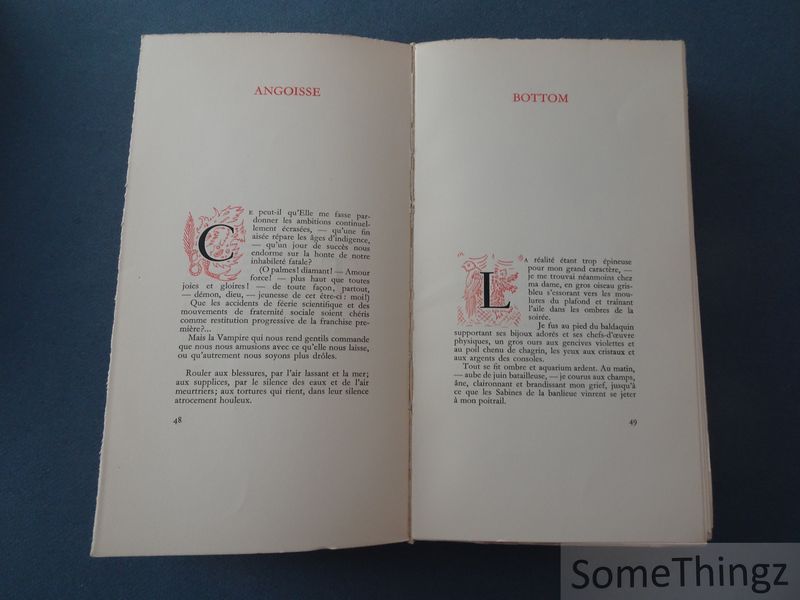 ANGOISSE
CE peut-il qu'Elle me fasse par-
donner les ambitions continuel-
lement écrasées, — qu'une fin
aisée répare les âges d'indigence,
— qu'un jour de succès nous
endorme sur la honte de notre
inhabileté fatale?
(O palmes! diamant! — Amour
force! — plus haut que toutes
joies et gloires! — de toute façon, partout,
— démon, dieu, — jeunesse de cet être-ci: moi!)
Que les accidents de féerie scientifique et des
mouvements de fraternité sociale soient chéris
comme restitution progressive de la franchise pre-
mière?...
Mais la Vampire qui nous rend gentils commande
que nous nous amusions avec ce qu'elle nous laisse,
ou qu'autrement nous soyons plus drôles.
Rouler aux blessures, par l'air lassant et la mer;
aux supplices, par le silence des eaux et de l'air
meurtriers; aux tortures qui rient, dans leur silence
atrocement houleux.
48
BOTTOM
LA réalité étant trop épineuse
pour mon grand caractère, —
je me trouvai néanmoins chez
ma dame, en gros oiseau gris-
bleu s'essorant vers les mou-
lures du plafond et traînant
l'aile dans les ombres de la
soirée.
Je fus au pied du baldaquin
supportant ses bijoux adorés et ses chefs-d'œuvre
physiques, un gros ours aux gencives violettes et
au poil chenu de chagrin, les yeux aux cristaux et
aux argents des consoles.
Tout se fit ombre et aquarium ardent. Au matin,
— aube de juin batailleuse, — je courus aux champs,
âne, claironnant et brandissant mon grief, jusqu'à
ce que les Sabines de la banlieue vinrent se jeter
à mon poitrail.
49
SomeThingz